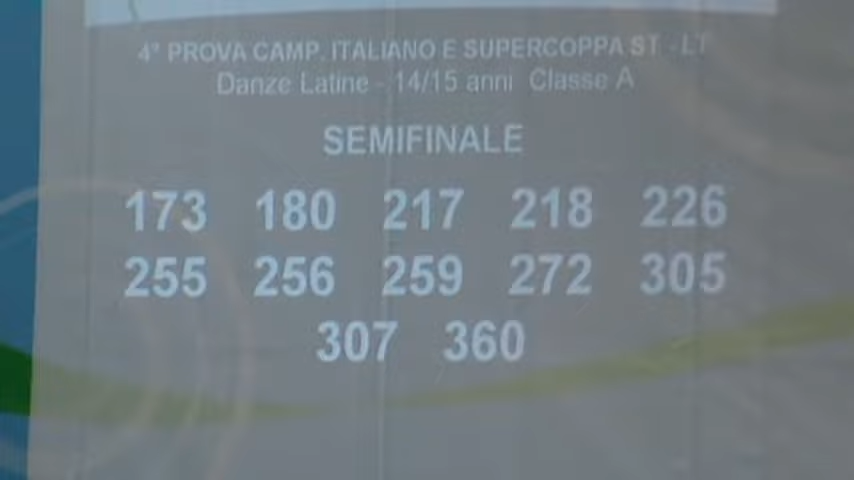 4ª PROVA CAMP. ITALIANO E SUPERCOPPA ST - LT
Danze Latine - 14/15 anni Classe A
SEMIFINALE
173 180 217 218 226
255 256 259 272 305
307 360